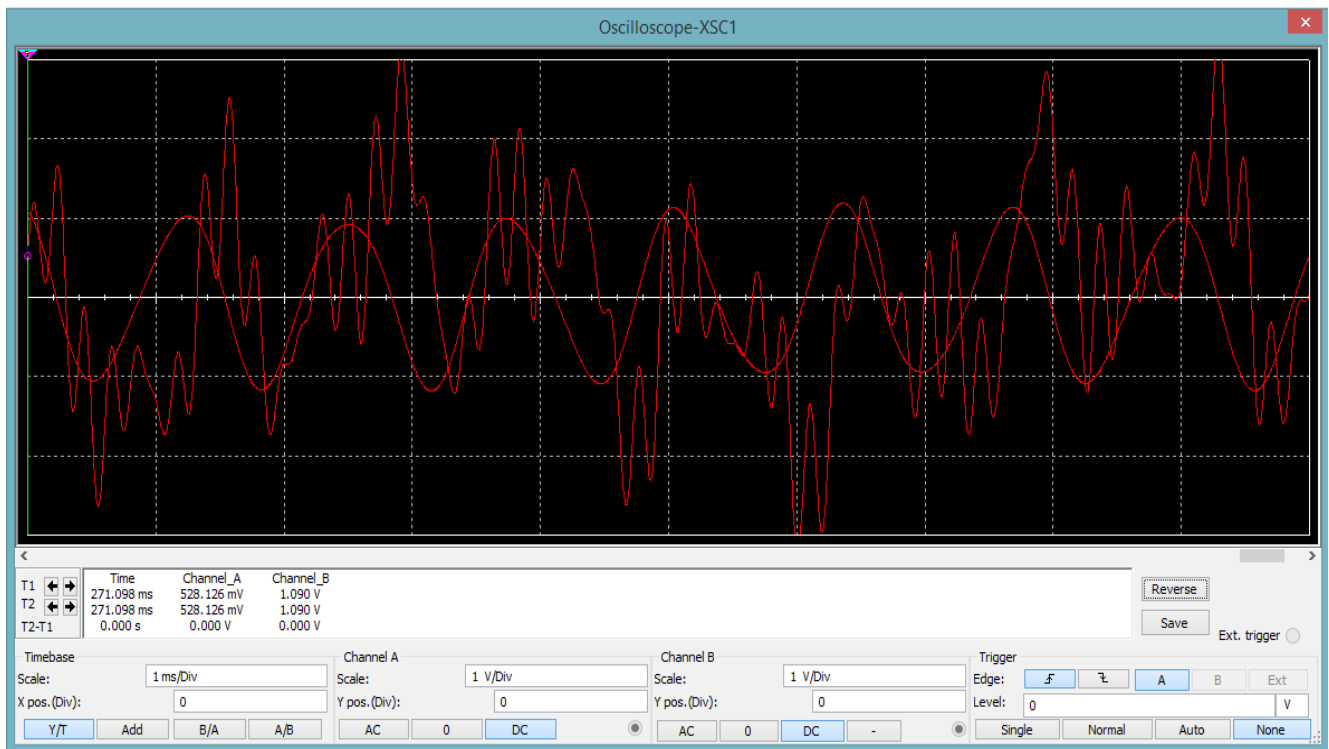 Oscilloscope-XSC1
Time Channel_A Channel_B
T1 271.098 ms 528.126 mV 1.090 V
T2 271.098 ms 528.126 mV 1.090 V
T2-T1 0.000 s 0.000 V 0.000 V
Reverse
Save
Ext. trigger
Timebase
Scale: 1 ms/Div
X pos.(Div): 0
Y/T Add B/A A/B
Channel A
Scale: 1 V/Div
Y pos.(Div): 0
AC 0 DC
Channel B
Scale: 1 V/Div
Y pos.(Div): 0
AC 0 DC -
Trigger
Edge: A B Ext
Level: 0 V
Single Normal Auto None